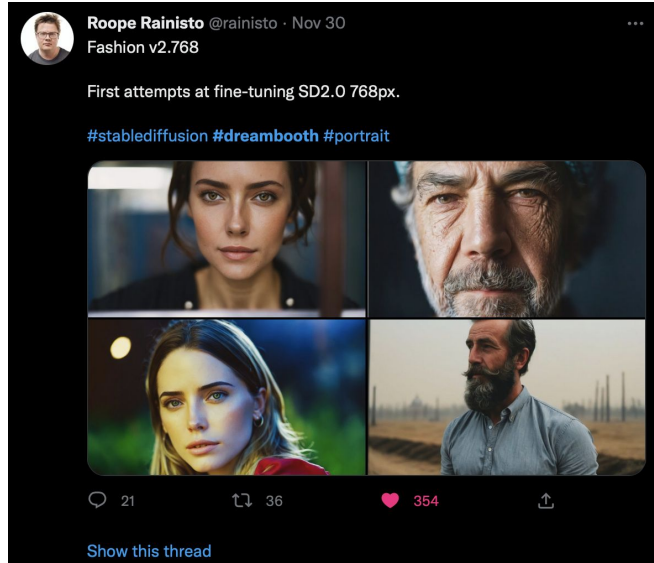 Roope Rainisto @rainisto · Nov 30
Fashion v2.768
First attempts at fine-tuning SD2.0 768px.
#stablediffusion #dreambooth #portrait
21 36 354
Show this thread